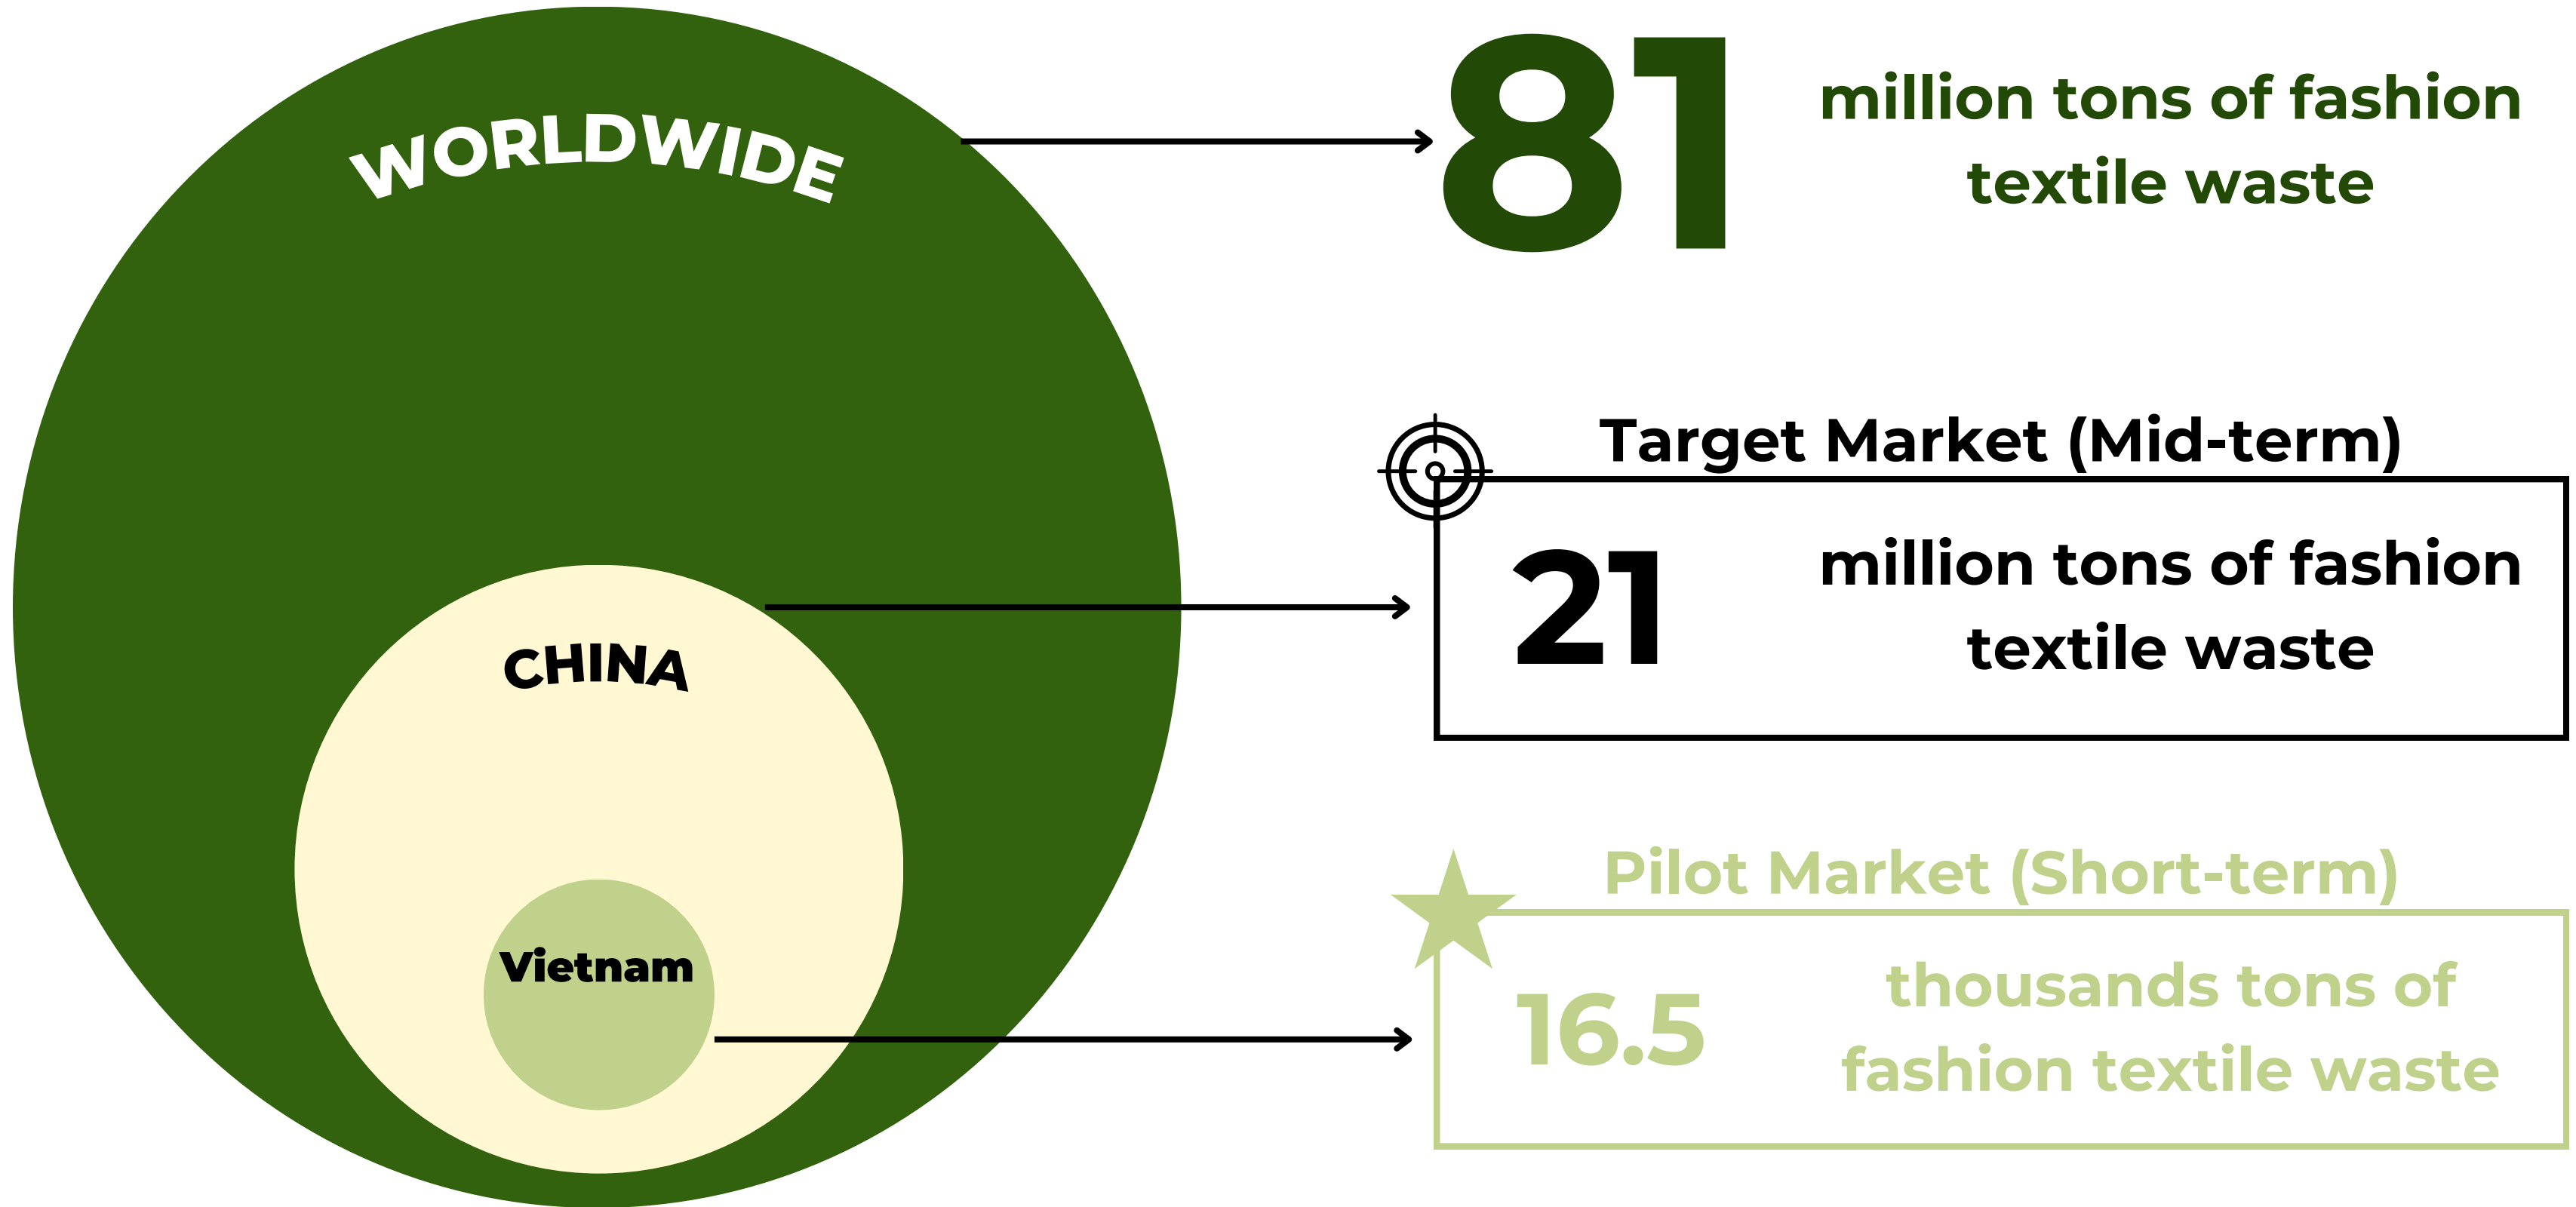 WORLDWIDE
81
million tons of fashion
textile waste
Target Market (Mid-term)
CHINA
21
million tons of fashion
textile waste
Pilot Market (Short-term)
Vietnam
16.5
thousands tons of
fashion textile waste